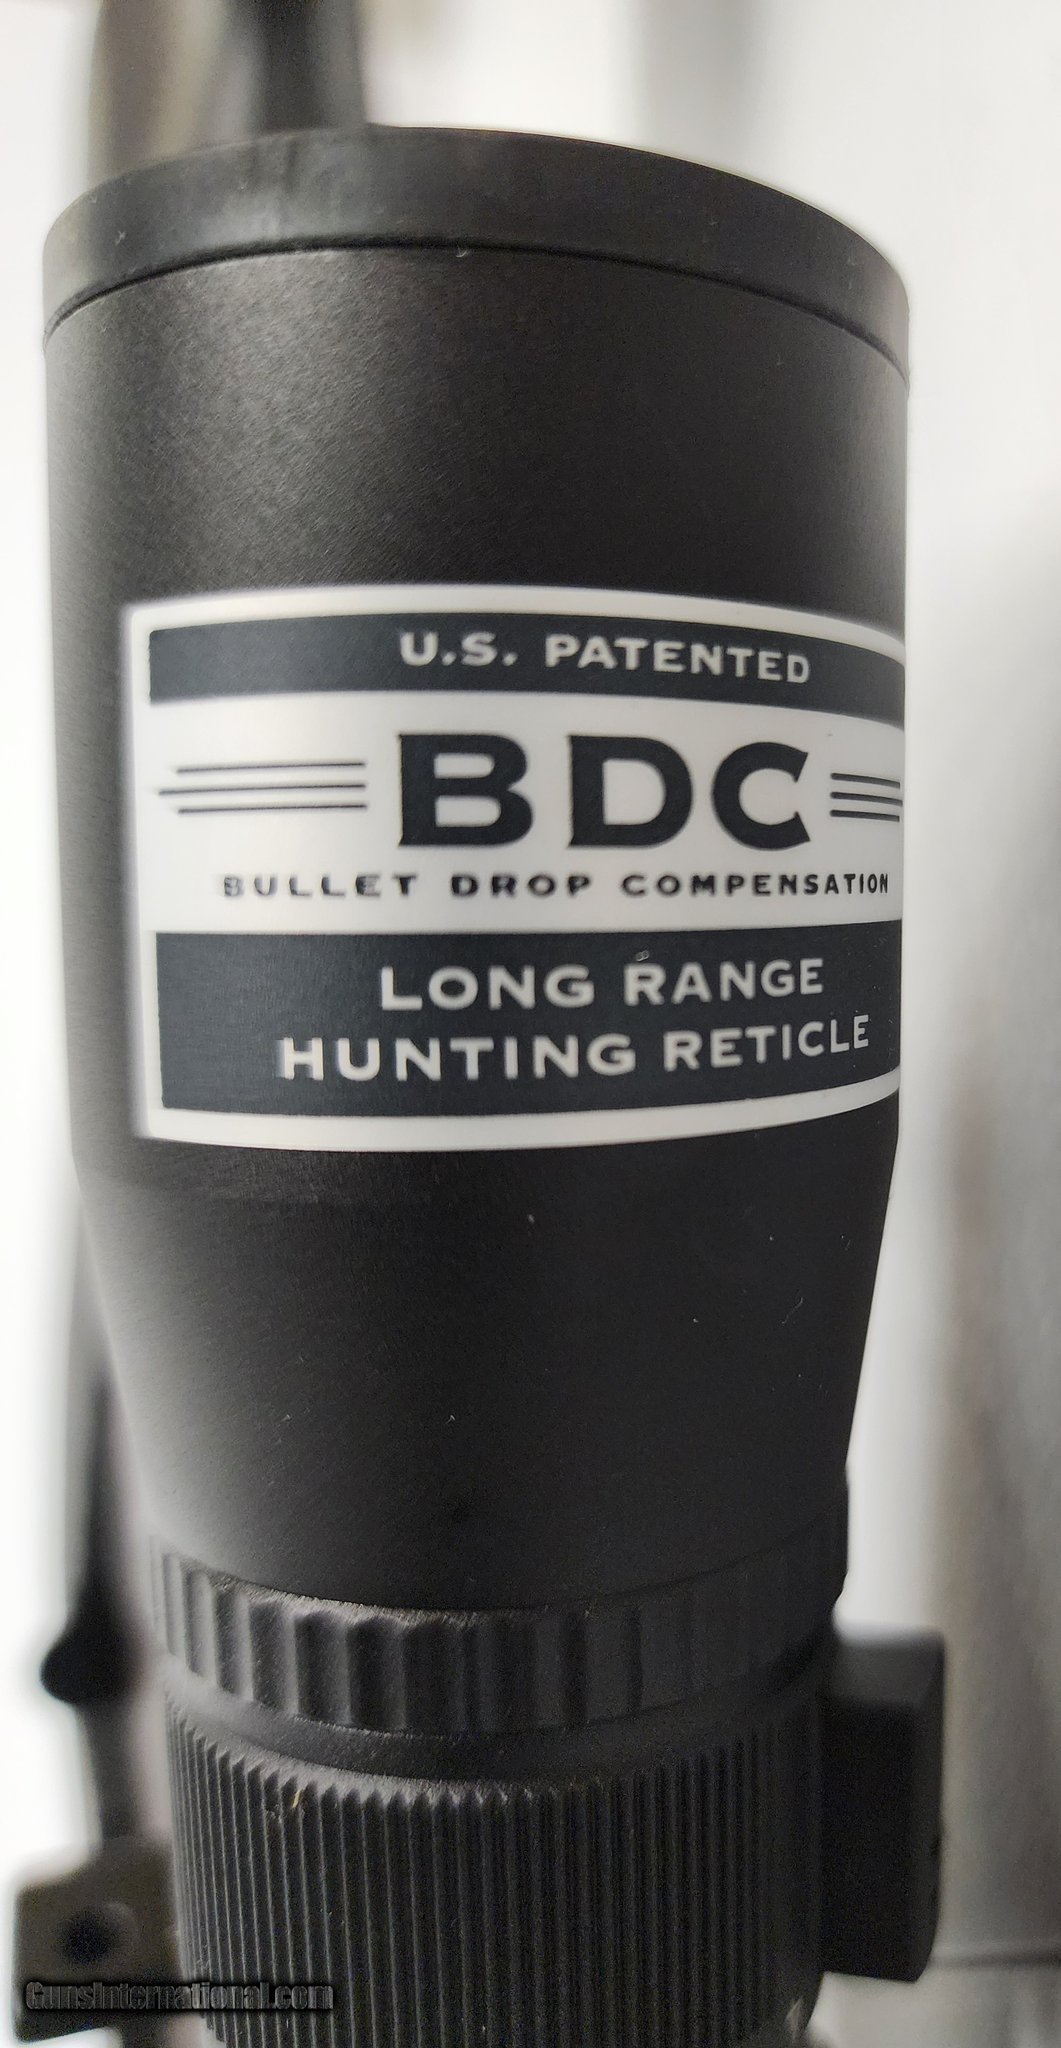 U.S. PATENTED
BDC
BULLET DROP COMPENSATION
LONG RANGE
HUNTING RETICLE
GunsInternational.com